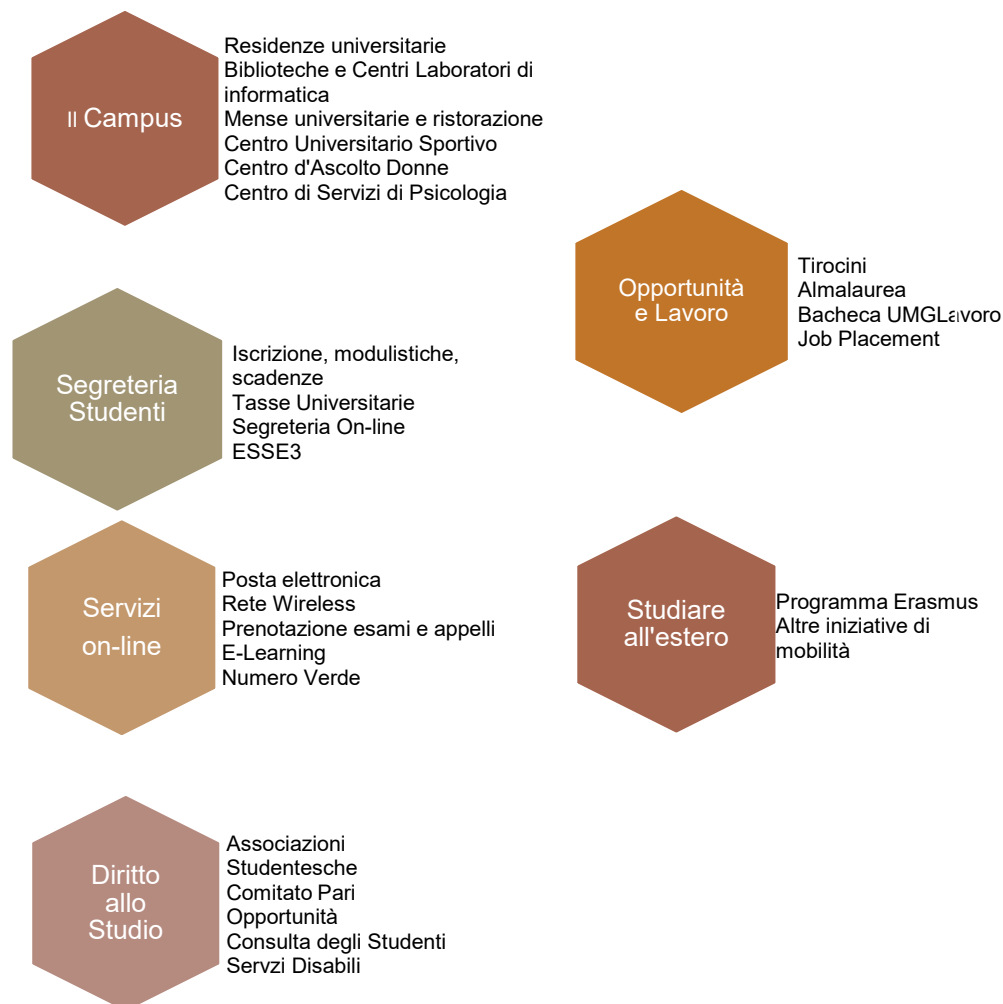 Il Campus
Residenze universitarie
Biblioteche e Centri Laboratori di
informatica
Mense universitarie e ristorazione
Centro Universitario Sportivo
Centro d'Ascolto Donne
Centro di Servizi di Psicologia
Opportunità
e Lavoro
Tirocini
Almalaurea
Bacheca UMGLavoro
Job Placement
Segreteria
Studenti
Iscrizione, modulistiche,
scadenze
Tasse Universitarie
Segreteria On-line
ESSE3
Servizi
on-line
Posta elettronica
Rete Wireless
Prenotazione esami e appelli
E-Learning
Numero Verde
Studiare
all'estero
Programma Erasmus
Altre iniziative di
mobilità
Diritto
allo
Studio
Associazioni
Studentesche
Comitato Pari
Opportunità
Consulta degli Studenti
Servzi Disabili